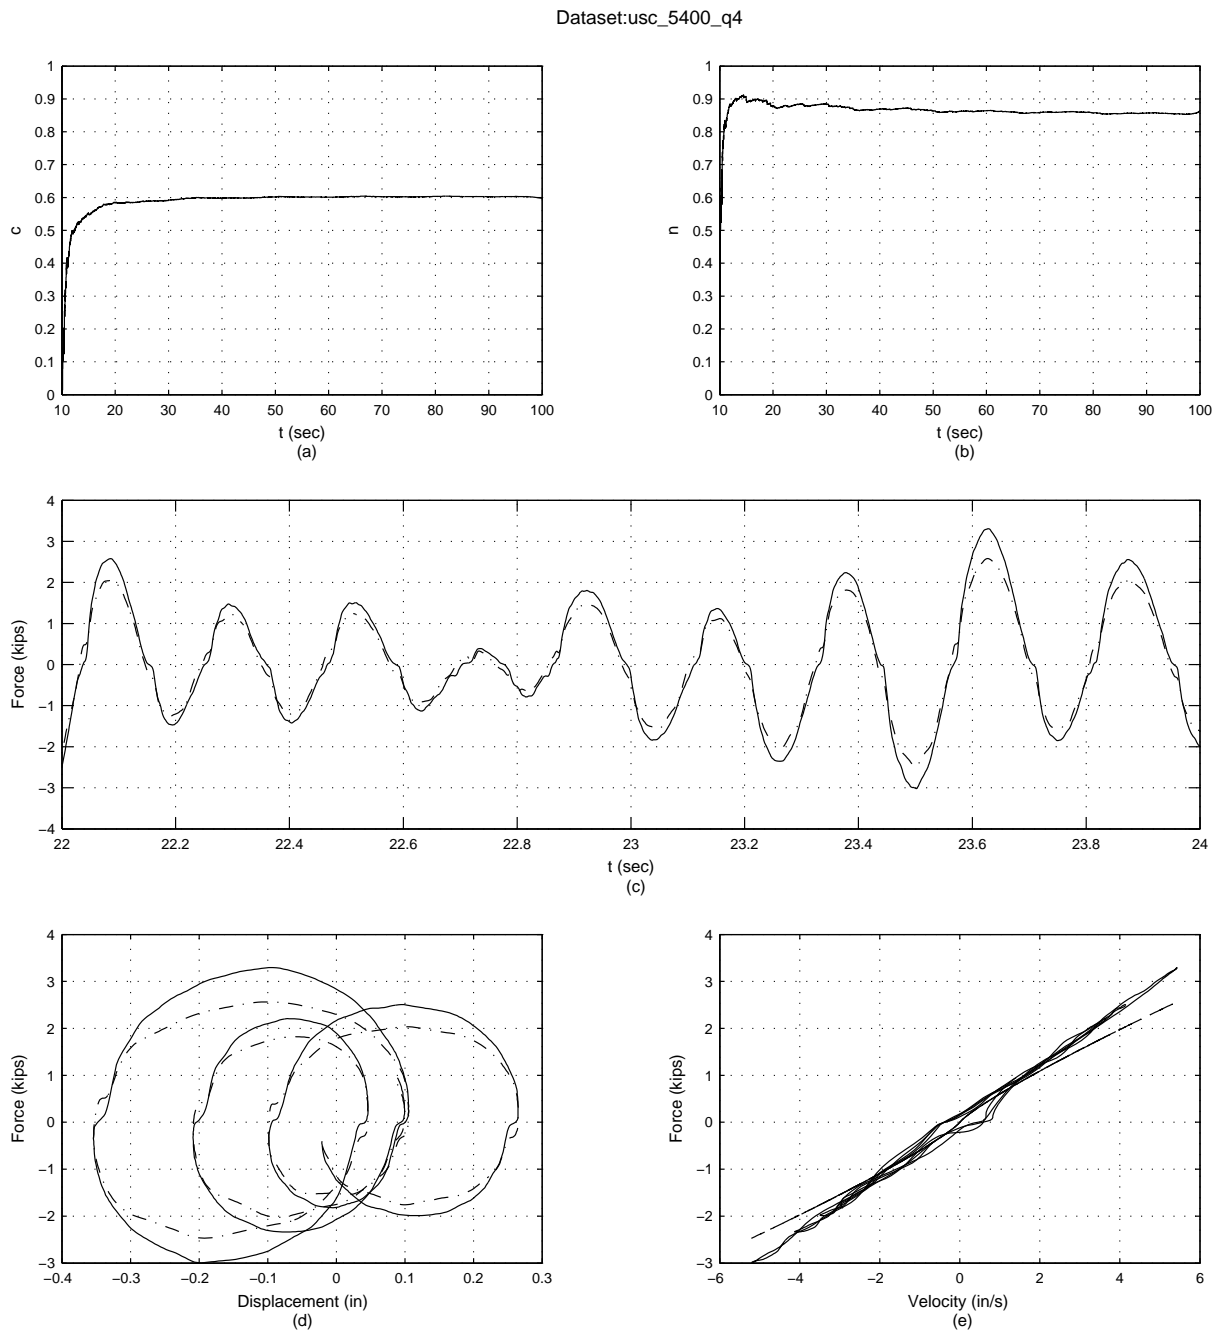 Dataset:usc_5400_q4
1
0.9
0.8
0.7
0.6
0.5
0.4
0.3
0.2
0.1
0
c
10 20 30 40 50 60 70 80 90 100
t (sec)
(a)
1
0.9
0.8
0.7
0.6
0.5
0.4
0.3
0.2
0.1
0
n
10 20 30 40 50 60 70 80 90 100
t (sec)
(b)
4
3
2
1
0
−1
−2
−3
−4
Force (kips)
22 22.2 22.4 22.6 22.8 23 23.2 23.4 23.6 23.8 24
t (sec)
(c)
4
3
2
1
0
−1
−2
−3
Force (kips)
−0.4 −0.3 −0.2 −0.1 0 0.1 0.2 0.3
Displacement (in)
(d)
4
3
2
1
0
−1
−2
−3
Force (kips)
−6 −4 −2 0 2 4 6
Velocity (in/s)
(e)